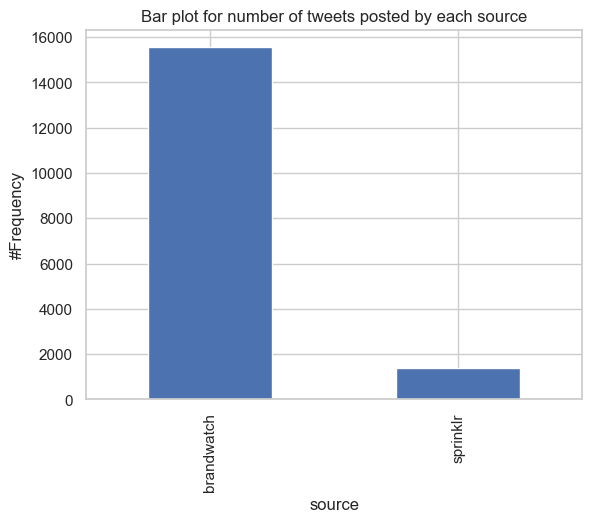 Bar plot for number of tweets posted by each source
16000
14000
12000
10000
8000
6000
4000
2000
0
#Frequency
brandwatch
sprinklr
source